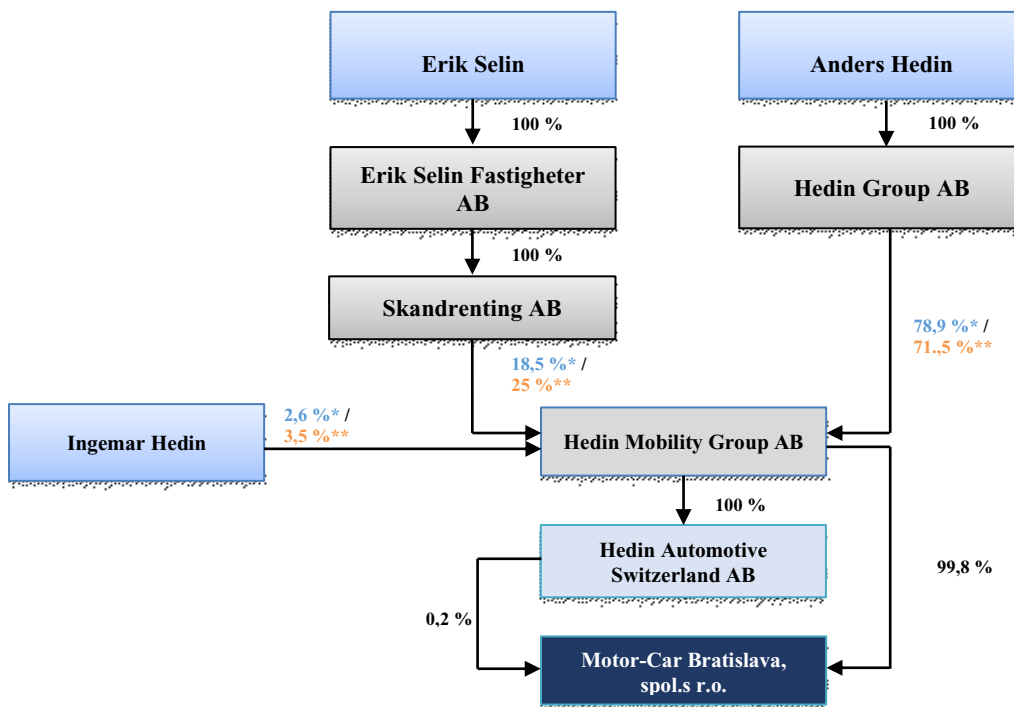 Erik Selin
Anders Hedin
100 %
100 %
Erik Selin Fastigheter
AB
Hedin Group AB
100 %
Skandrenting AB
78,9 %* /
71.,5 %**
18,5 %* /
25 %**
2,6 %* /
3,5 %**
Ingemar Hedin
Hedin Mobility Group AB
100 %
Hedin Automotive
Switzerland AB
99,8 %
0,2 %
Motor-Car Bratislava,
spol.s r.o.